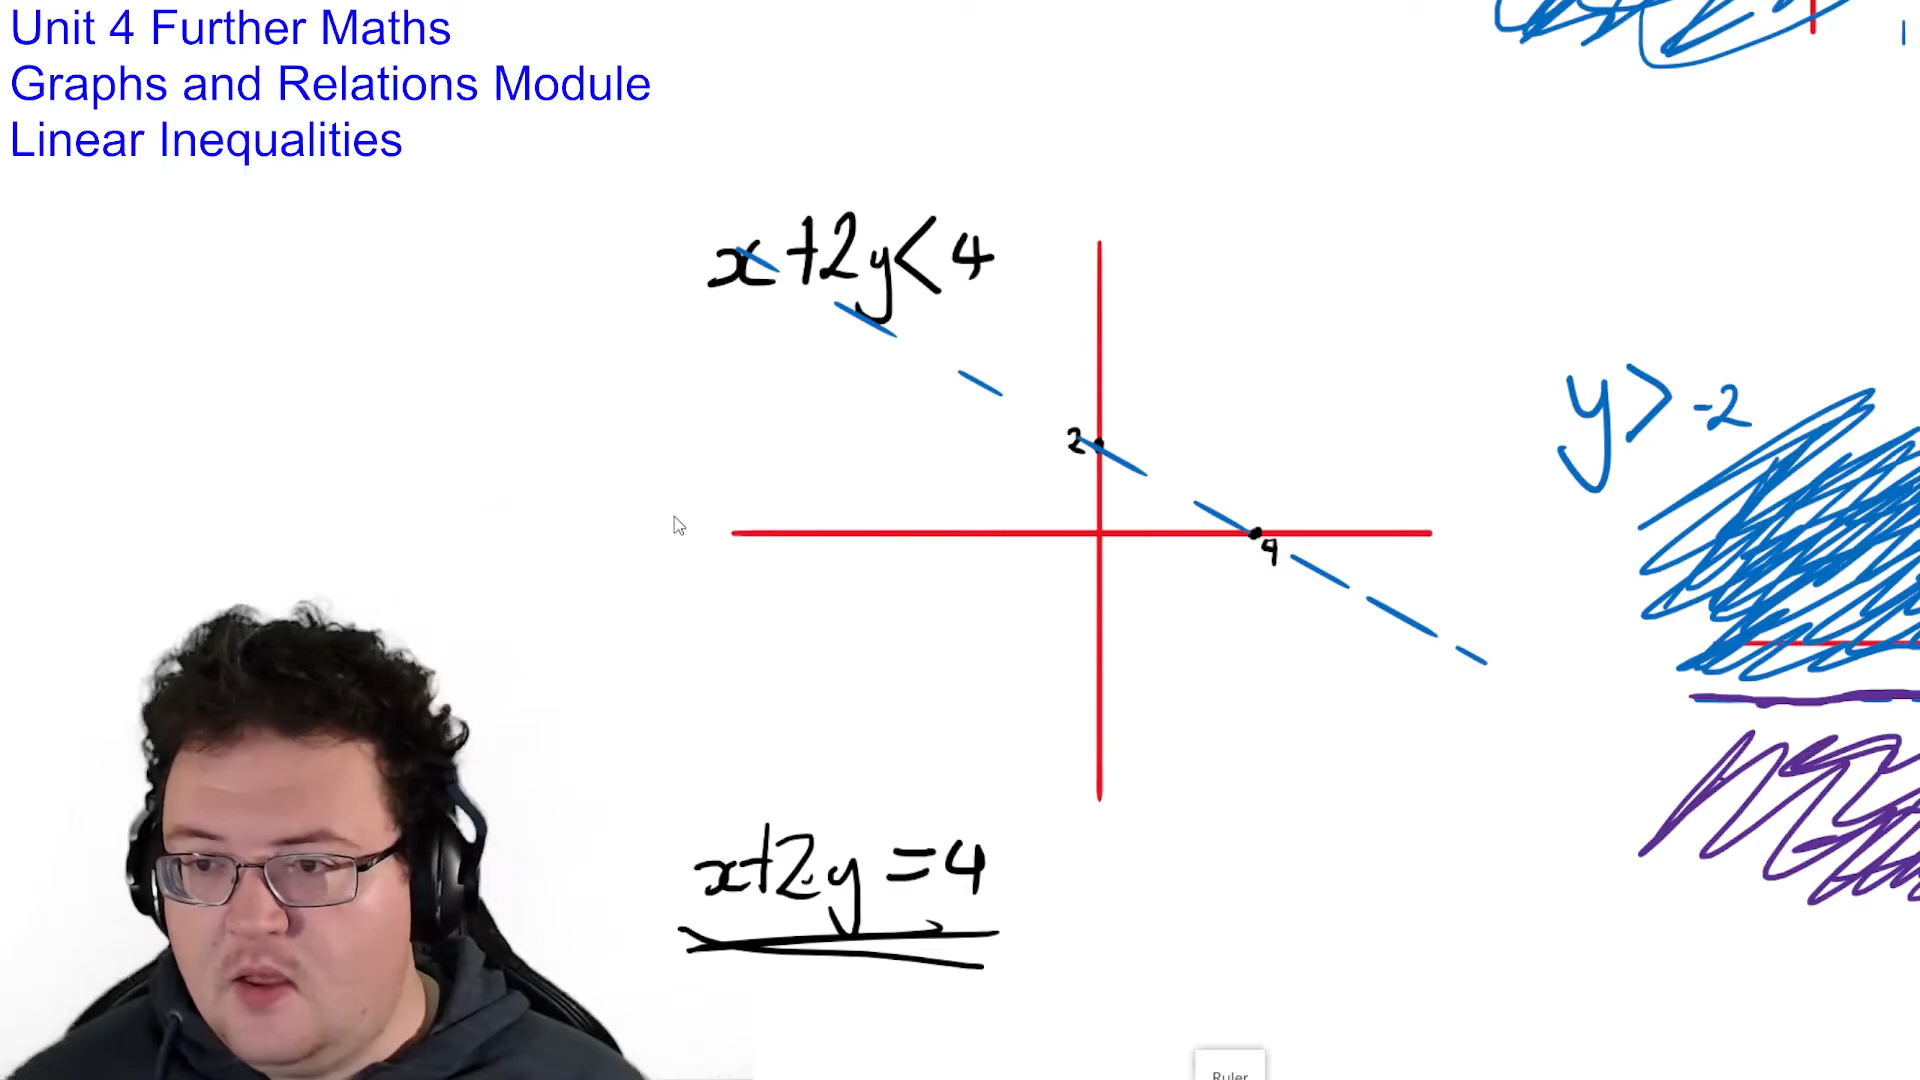 Unit 4 Further Maths
Graphs and Relations Module
Linear Inequalities
x+2y<4
y>-2
2
4
x+2y=4
Ruler